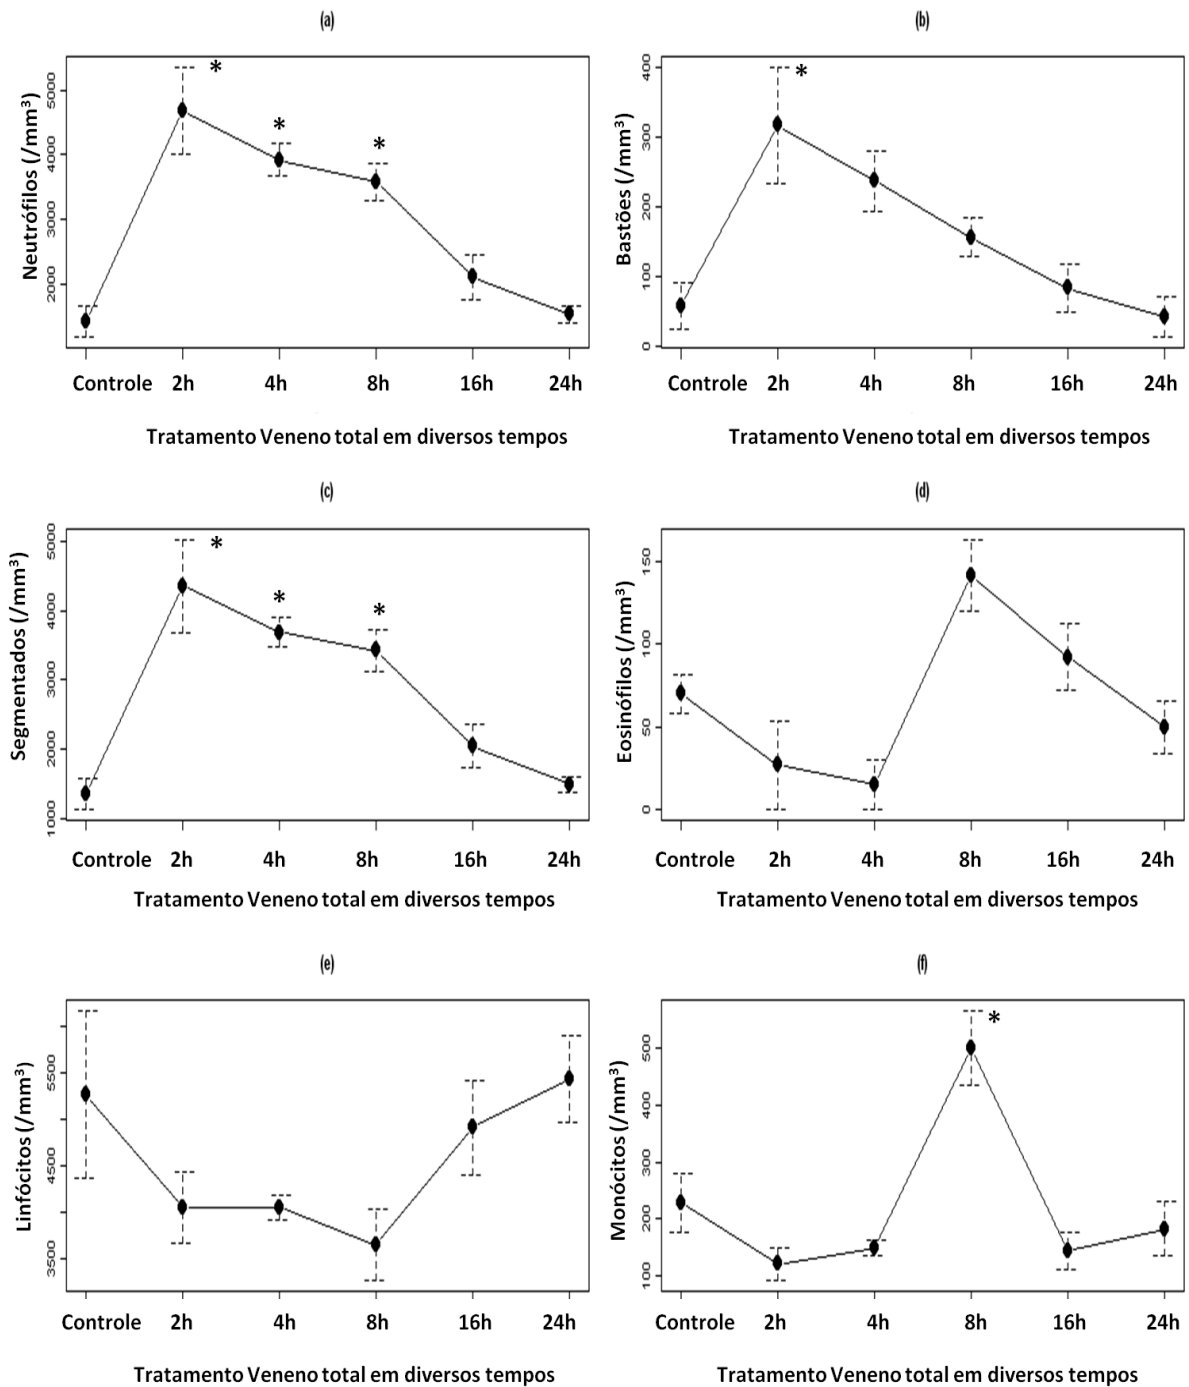 (a)
Neutrófilos (/mm³)
5000
4000
3000
2000
*
*
*
Controle 2h 4h 8h 16h 24h
Tratamento Veneno total em diversos tempos
(b)
Bastões (/mm³)
400
300
200
100
0
*
Controle 2h 4h 8h 16h 24h
Tratamento Veneno total em diversos tempos
(c)
Segmentados (/mm³)
5000
4000
3000
2000
1000
*
*
*
Controle 2h 4h 8h 16h 24h
Tratamento Veneno total em diversos tempos
(d)
Eosinófilos (/mm³)
150
100
50
0
Controle 2h 4h 8h 16h 24h
Tratamento Veneno total em diversos tempos
(e)
Linfócitos (/mm³)
5500
4500
3500
Controle 2h 4h 8h 16h 24h
Tratamento Veneno total em diversos tempos
(f)
Monócitos (/mm³)
500
400
300
200
100
*
Controle 2h 4h 8h 16h 24h
Tratamento Veneno total em diversos tempos